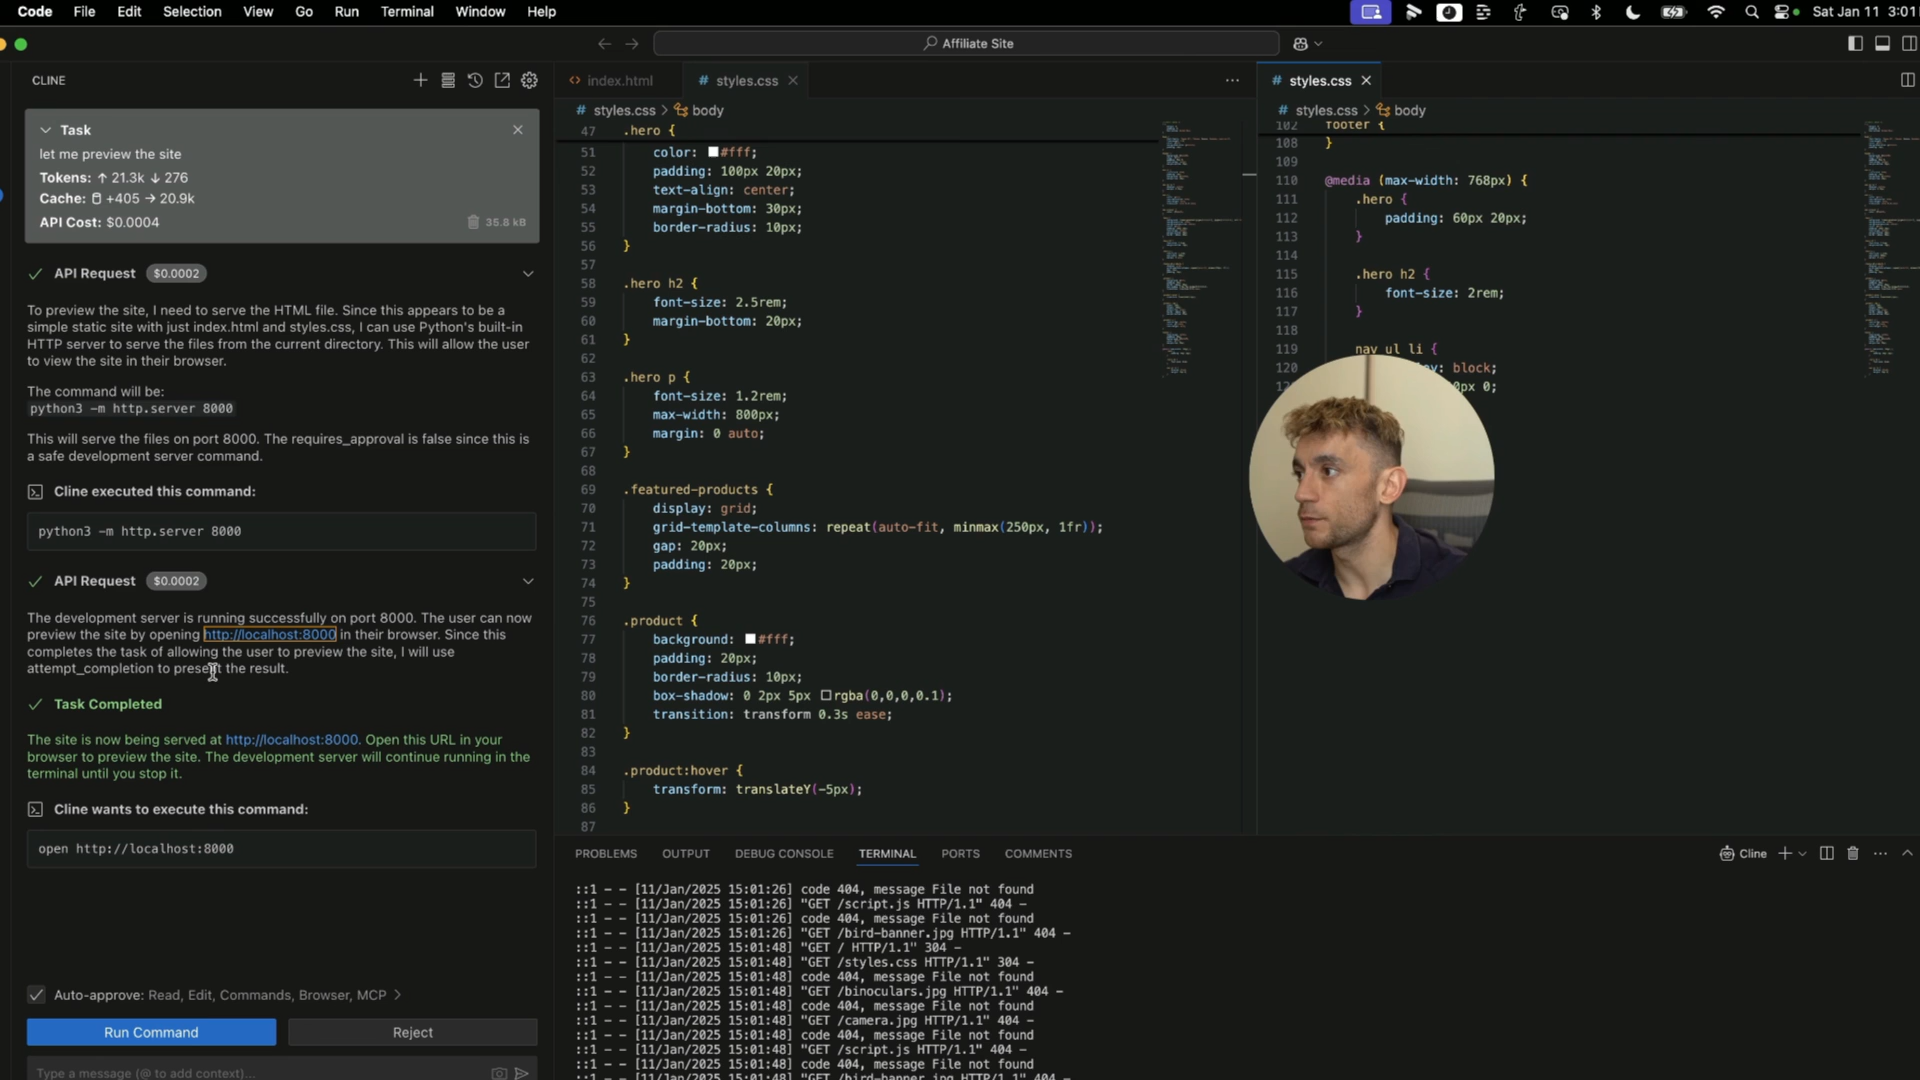 Code File Edit Selection View Go Run Terminal Window Help
Sat Jan 11 3:01
Affiliate Site
CLINE
Task
let me preview the site
Tokens: ↑ 21.3k ↓ 276
Cache: +405 → 20.9k
API Cost: $0.0004
35.8 kB
API Request $0.0002
To preview the site, I need to serve the HTML file. Since this appears to be a
simple static site with just index.html and styles.css, I can use Python's built-in
HTTP server to serve the files from the current directory. This will allow the user
to view the site in their browser.
The command will be:
python3 -m http.server 8000
This will serve the files on port 8000. The requires_approval is false since this is
a safe development server command.
Cline executed this command:
python3 -m http.server 8000
API Request $0.0002
The development server is running successfully on port 8000. The user can now
preview the site by opening http://localhost:8000 in their browser. Since this
completes the task of allowing the user to preview the site, I will use
attempt_completion to present the result.
Task Completed
The site is now being served at http://localhost:8000. Open this URL in your
browser to preview the site. The development server will continue running in the
terminal until you stop it.
Cline wants to execute this command:
open http://localhost:8000
Auto-approve: Read, Edit, Commands, Browser, MCP
Run Command
Reject
Type a message (@ to add context)...
index.html
styles.css
styles.css > body
47 .hero {
51 color: #fff;
52 padding: 100px 20px;
53 text-align: center;
54 margin-bottom: 30px;
55 border-radius: 10px;
56 }
57
58 .hero h2 {
59 font-size: 2.5rem;
60 margin-bottom: 20px;
61 }
62
63 .hero p {
64 font-size: 1.2rem;
65 max-width: 800px;
66 margin: 0 auto;
67 }
68
69 .featured-products {
70 display: grid;
71 grid-template-columns: repeat(auto-fit, minmax(250px, 1fr));
72 gap: 20px;
73 padding: 20px;
74 }
75
76 .product {
77 background: #fff;
78 padding: 20px;
79 border-radius: 10px;
80 box-shadow: 0 2px 5px rgba(0,0,0,0.1);
81 transition: transform 0.3s ease;
82 }
83
84 .product:hover {
85 transform: translateY(-5px);
86 }
87
styles.css
styles.css > body
102 footer {
108 }
109
110 @media (max-width: 768px) {
111 .hero {
112 padding: 60px 20px;
113 }
114
115 .hero h2 {
116 font-size: 2rem;
117 }
118
119 nav ul li {
120 block;
0;
PROBLEMS OUTPUT DEBUG CONSOLE TERMINAL PORTS COMMENTS
Cline
::1 - - [11/Jan/2025 15:01:26] code 404, message File not found
::1 - - [11/Jan/2025 15:01:26] "GET /script.js HTTP/1.1" 404 -
::1 - - [11/Jan/2025 15:01:26] code 404, message File not found
::1 - - [11/Jan/2025 15:01:26] "GET /bird-banner.jpg HTTP/1.1" 404 -
::1 - - [11/Jan/2025 15:01:48] "GET / HTTP/1.1" 304 -
::1 - - [11/Jan/2025 15:01:48] "GET /styles.css HTTP/1.1" 304 -
::1 - - [11/Jan/2025 15:01:48] code 404, message File not found
::1 - - [11/Jan/2025 15:01:48] "GET /binoculars.jpg HTTP/1.1" 404 -
::1 - - [11/Jan/2025 15:01:48] code 404, message File not found
::1 - - [11/Jan/2025 15:01:48] "GET /camera.jpg HTTP/1.1" 404 -
::1 - - [11/Jan/2025 15:01:48] code 404, message File not found
::1 - - [11/Jan/2025 15:01:48] "GET /script.js HTTP/1.1" 404 -
::1 - - [11/Jan/2025 15:01:48] code 404, message File not found
::1 - - [11/Jan/2025 15:01:48] "GET /bird-banner.jpg HTTP/1.1" 404 -